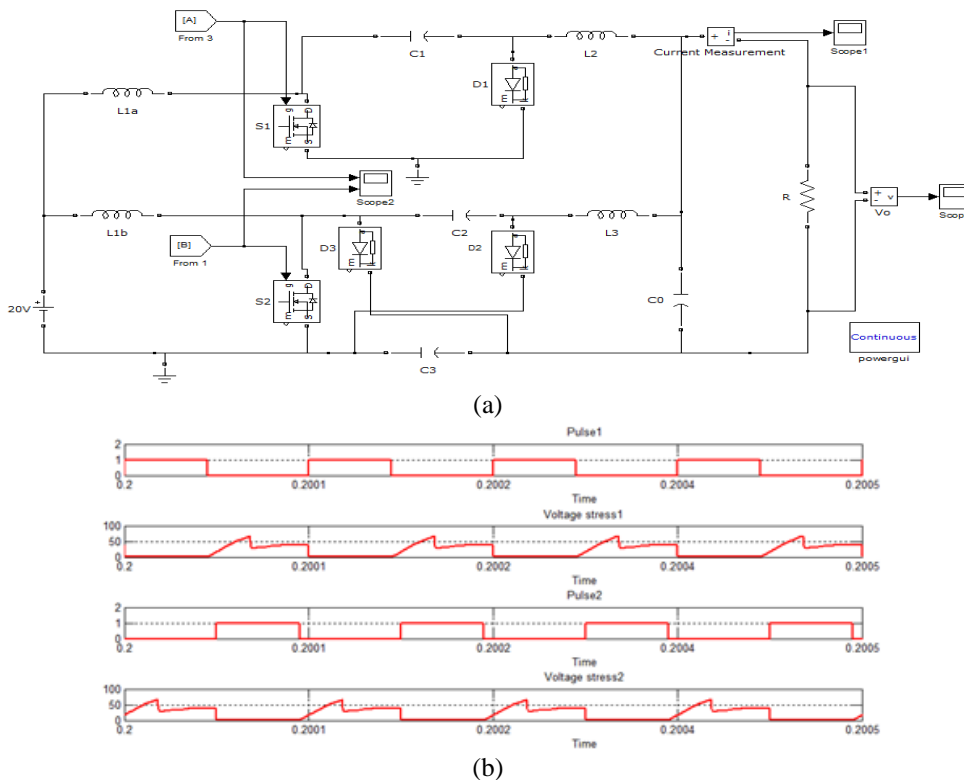 [A]
From 3
C1
L2
Current Measurement
Scope1
L1a
D1
S1
g
D
m
s
m
+
-
i
Scope2
R
+
-
v
Vo
Scop
L1b
C2
L3
[B]
From 1
D3
D2
S2
g
D
m
s
m
m
20V
+
C0
C3
Continuous
powergui
(a)
Pulse1
2
1
0
0.2 0.2001 0.2002 0.2004 0.2005
Time
Voltage stress1
100
50
0
0.2 0.2001 0.2002 0.2004 0.2005
Time
Pulse2
2
1
0
0.2 0.2001 0.2002 0.2004 0.2005
Time
Voltage stress2
100
50
0
0.2 0.2001 0.2002 0.2004 0.2005
Time
(b)